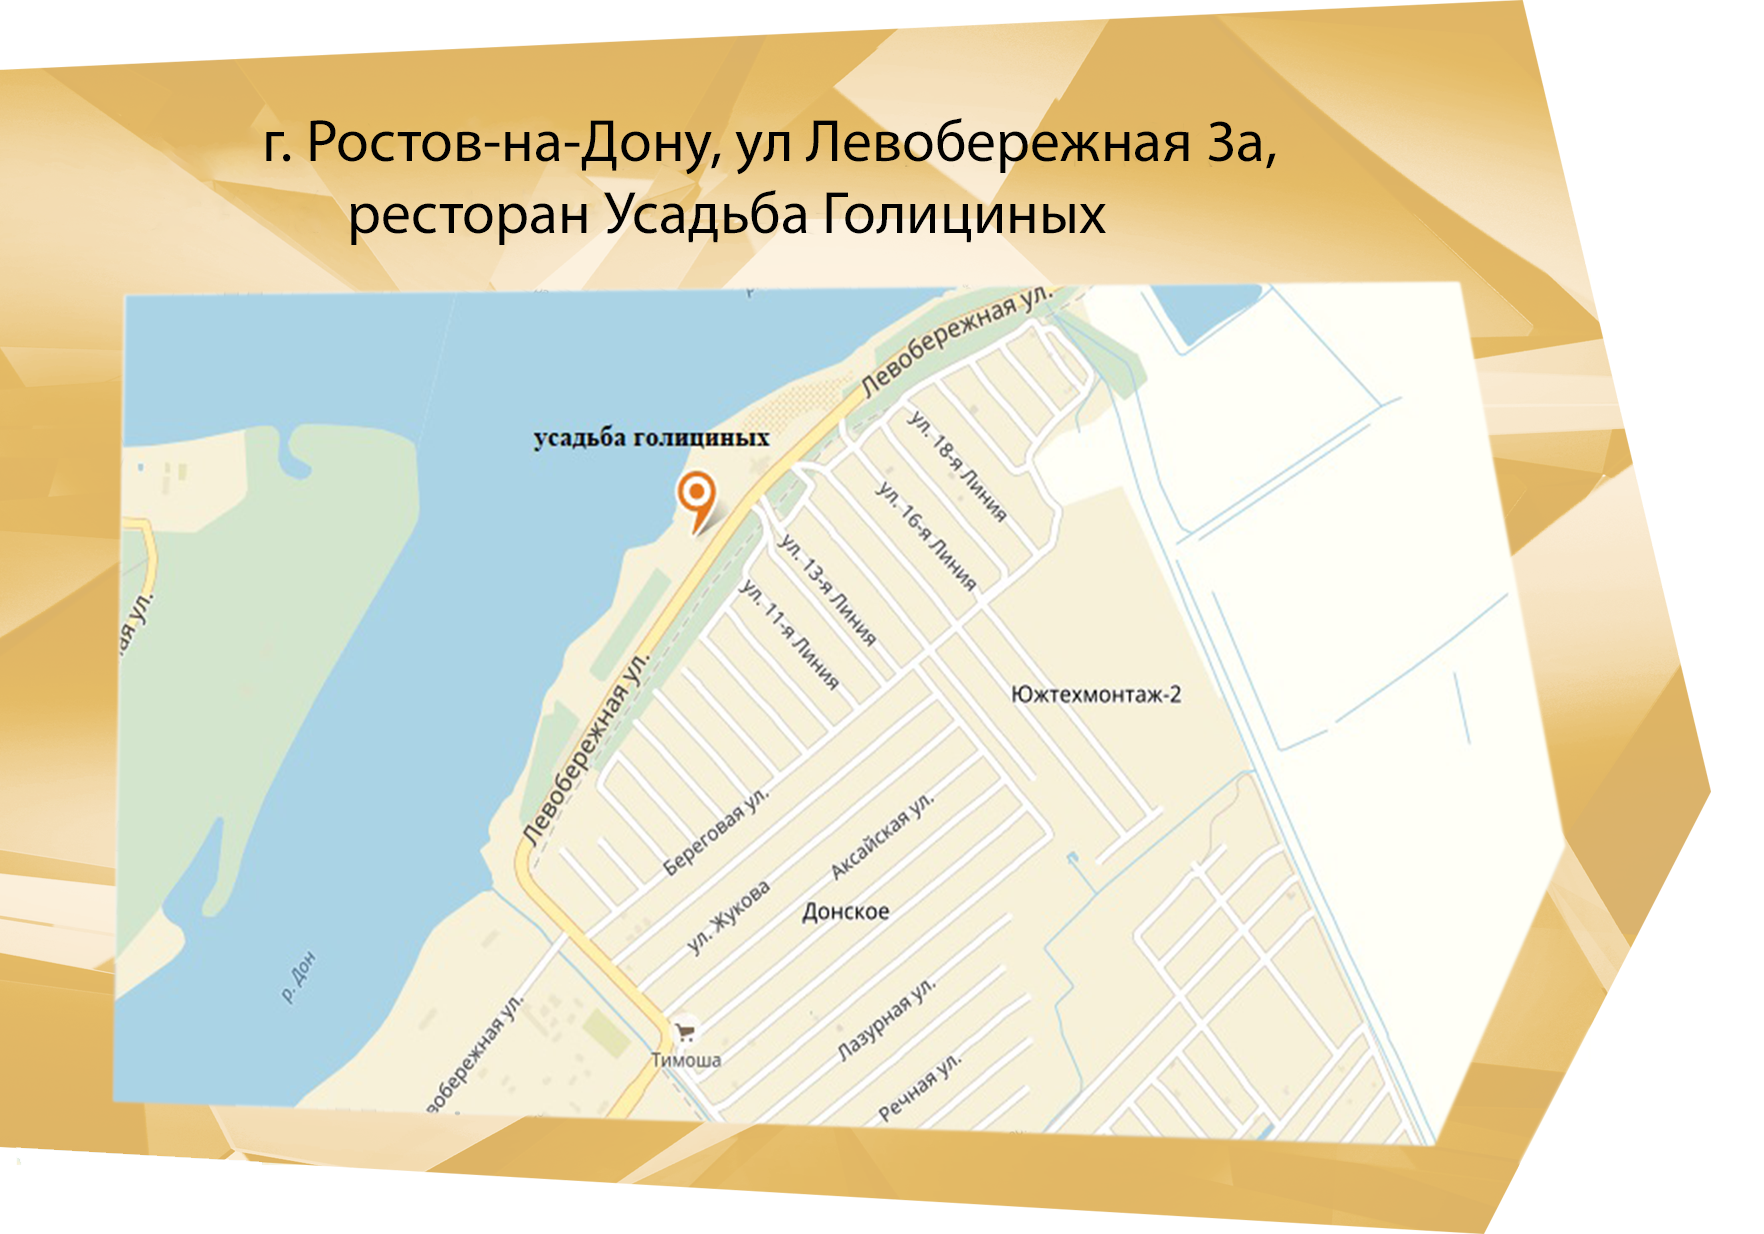 г. Ростов-на-Дону, ул Левобережная 3а,
ресторан Усадьба Голициных
Левобережная ул.
усадьба голициных
ул. 18-я Линия
ул. 16-я Линия
ул. 13-я Линия
ул. 11-я Линия
ая ул.
Левобережная ул.
Южтехмонтаж-2
Береговая ул.
Аксайская ул.
ул. Жукова
Донское
р. Дон
Лазурная ул.
вобережная ул.
Тимоша
Речная ул.